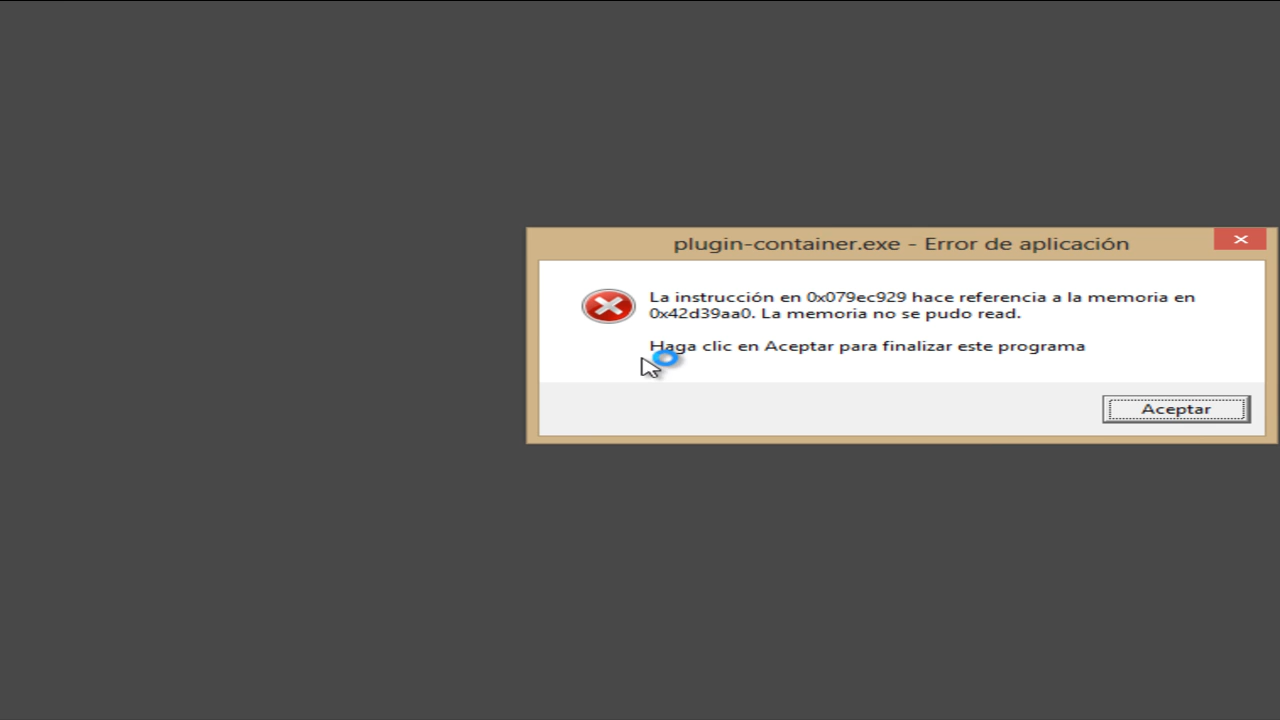 plugin-container.exe - Error de aplicación
La instrucción en 0x079ec929 hace referencia a la memoria en
0x42d39aa0. La memoria no se pudo read.
Haga clic en Aceptar para finalizar este programa
Aceptar